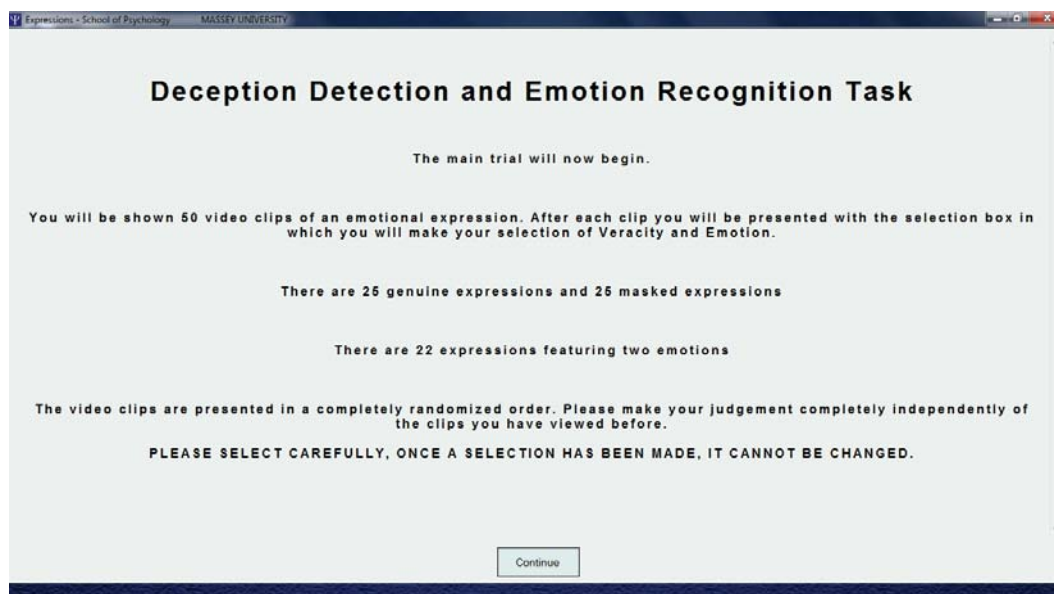 Expressions - School of Psychology MASSEY UNIVERSITY
Deception Detection and Emotion Recognition Task
The main trial will now begin.
You will be shown 50 video clips of an emotional expression. After each clip you will be presented with the selection box in
which you will make your selection of Veracity and Emotion.
There are 25 genuine expressions and 25 masked expressions
There are 22 expressions featuring two emotions
The video clips are presented in a completely randomized order. Please make your judgement completely independently of
the clips you have viewed before.
PLEASE SELECT CAREFULLY, ONCE A SELECTION HAS BEEN MADE, IT CANNOT BE CHANGED.
Continue